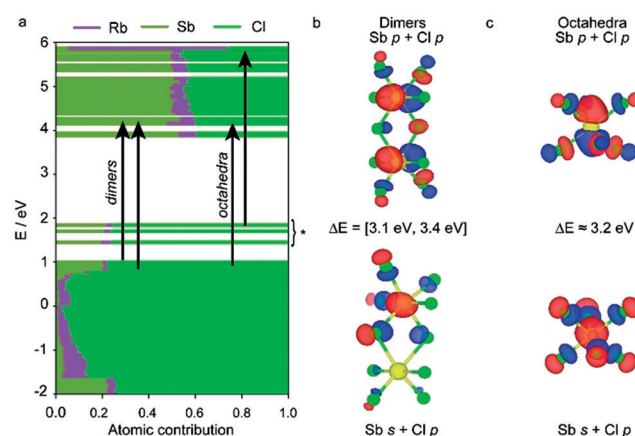 a
Rb Sb Cl
E / eV
6
5
4
3
2
1
0
-1
-2
dimers
octahedra
*
0.0 0.2 0.4 0.6 0.8 1.0
Atomic contribution
b
Dimers
Sb p + Cl p
ΔE = [3.1 eV, 3.4 eV]
Sb s + Cl p
c
Octahedra
Sb p + Cl p
ΔE ≈ 3.2 eV
Sb s + Cl p